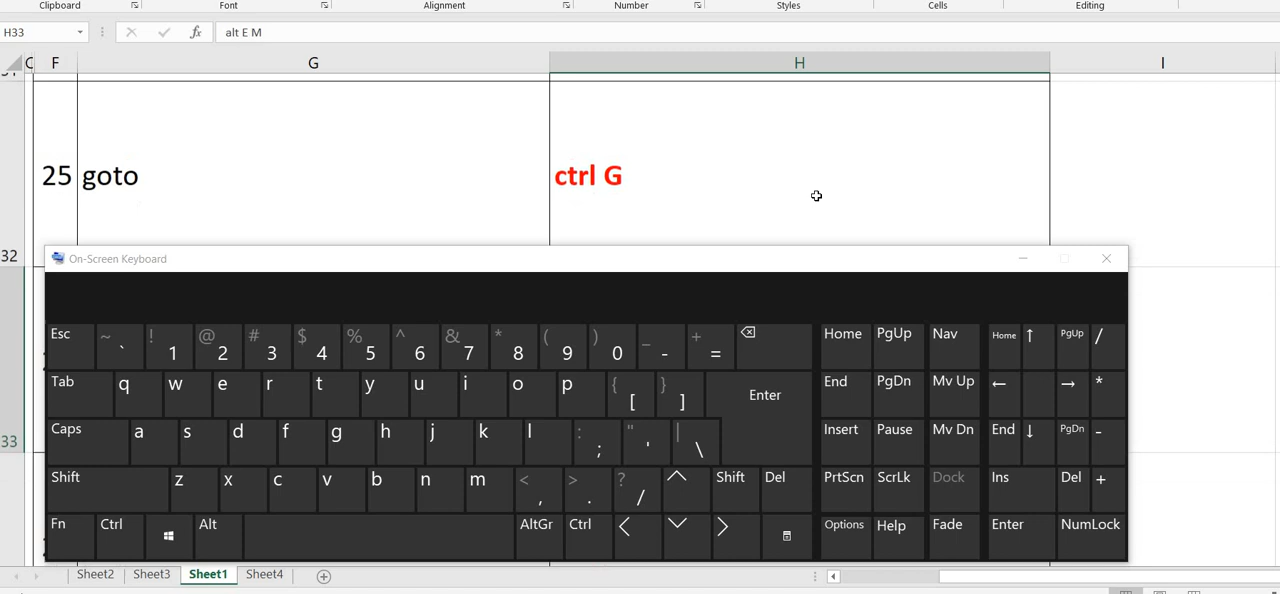 Clipboard Font Alignment Number Styles Cells Editing
H33 fx alt E M
C F G H I
25 goto ctrl G
32
On-Screen Keyboard
Esc ~ ` ! 1 @ 2 # 3 $ 4 % 5 ^ 6 & 7 * 8 ( 9 ) 0 _ - + = Home PgUp Nav Home ↑ PgUp /
Tab q w e r t y u i o p { [ } ] Enter End PgDn Mv Up ← → *
33 Caps a s d f g h j k l : ; " ' | \ Insert Pause Mv Dn End ↓ PgDn -
Shift z x c v b n m < , > . ? / Shift Del PrtScn ScrLk Dock Ins Del +
Fn Ctrl Alt AltGr Ctrl Options Help Fade Enter NumLock
Sheet2 Sheet3 Sheet1 Sheet4